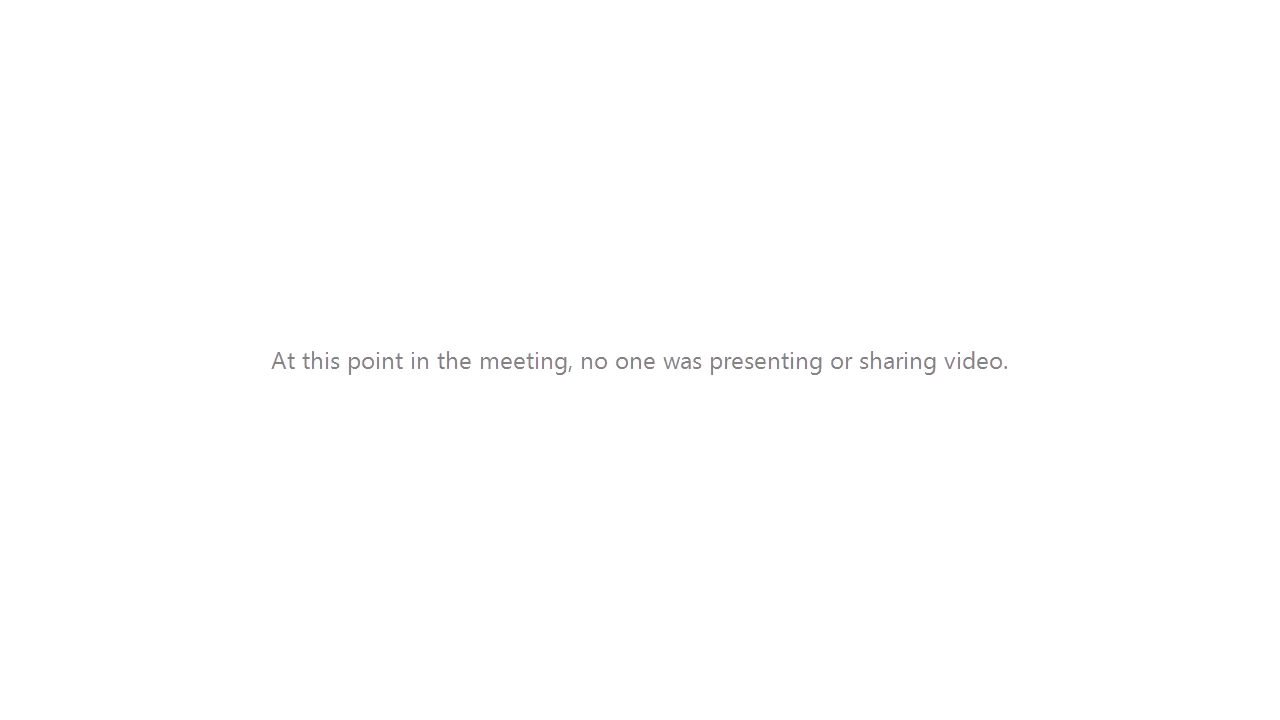 At this point in the meeting, no one was presenting or sharing video.